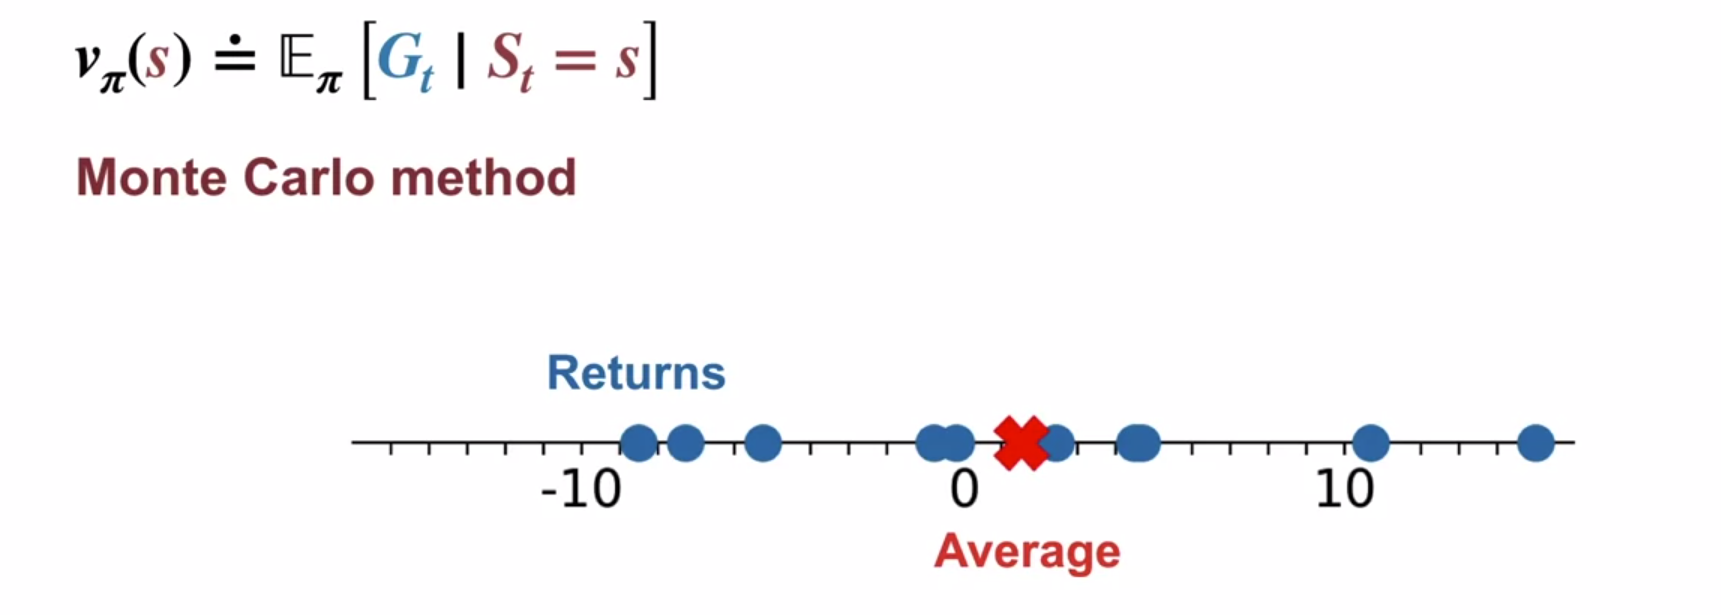 v_π(s) ≐ 𝔼_π [G_t | S_t = s]
Monte Carlo method
Returns
-10 0 10
Average